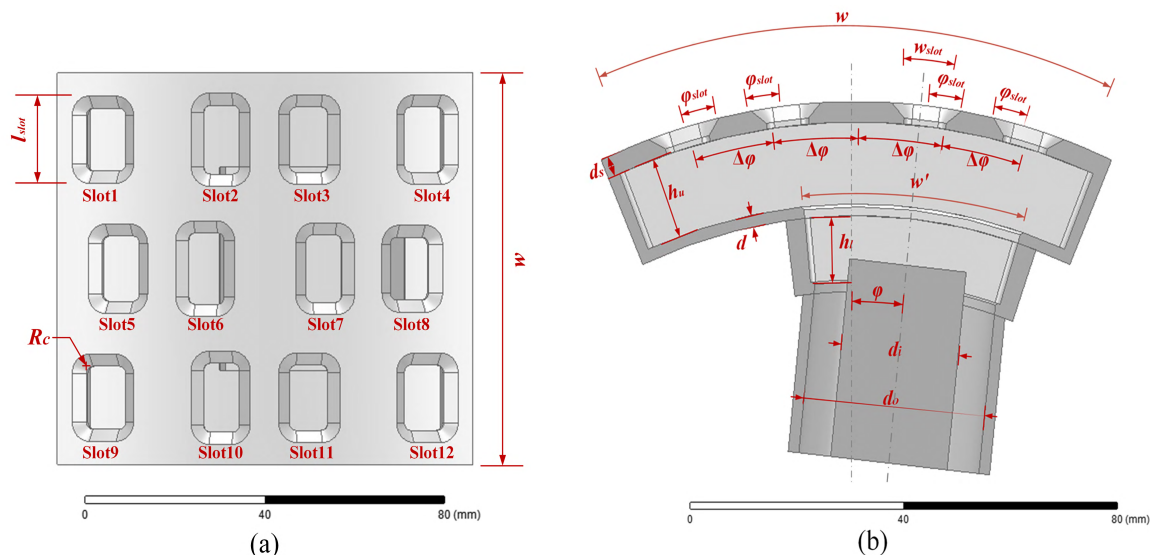 w
w_slot
φ_slot φ_slot φ_slot φ_slot
l_slot
Slot1 Slot2 Slot3 Slot4
Δφ Δφ Δφ Δφ
d_s
h_u
w'
d
h_l
w
Slot5 Slot6 Slot7 Slot8
φ
R_c
d_i
d_o
Slot9 Slot10 Slot11 Slot12
0 40 80 (mm)
0 40 80 (mm)
(a)
(b)